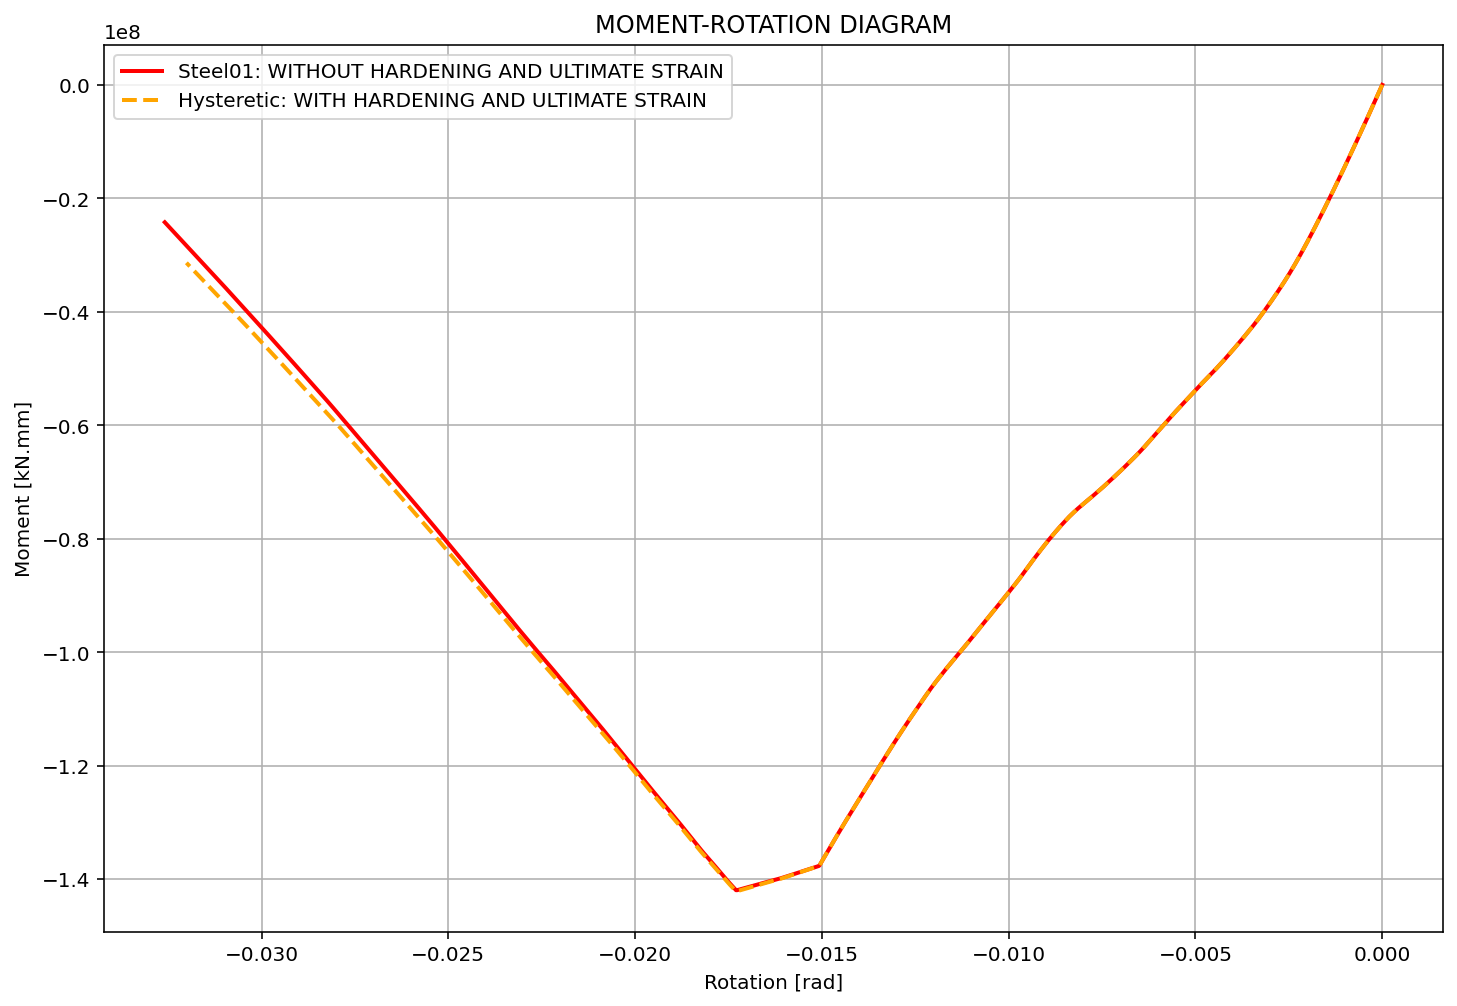 MOMENT-ROTATION DIAGRAM
1e8
Steel01: WITHOUT HARDENING AND ULTIMATE STRAIN
Hysteretic: WITH HARDENING AND ULTIMATE STRAIN
0.0
−0.2
−0.4
−0.6
−0.8
−1.0
−1.2
−1.4
Moment [kN.mm]
−0.030
−0.025
−0.020
−0.015
−0.010
−0.005
0.000
Rotation [rad]